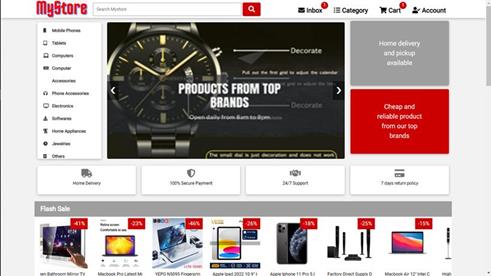 MyStore
Search Mystore
Inbox
1
Category
Cart
1
Account
Mobile Phones
Tablets
Computers
Computer
Accessories
Phone Accessories
Electronics
Softwares
Home Appliances
Jewelries
Others
Decorate
Pull out the first grid to adjust the calendar
PRODUCTS FROM TOP
BRANDS
Decorate
Open daily from 8am to 8pm
The small dial is just decoration and does not work
Home delivery
and pickup
available
Cheap and
reliable product
from our top
brands
Home Delivery
100% Secure Payment
24/7 Support
7 days return policy
Flash Sale
-41%
-23%
-46%
-26%
-18%
-25%
-15%
en Bathroom Mirror TV
Macbook Pro Latest Mi
YEPO N5095 Fingerprin
Apple Ipad 2022 10.9' I
Apple Iphone 11 Pro 5.(
Factory Direct Supply D
Macbook Air 12" Intel C
High